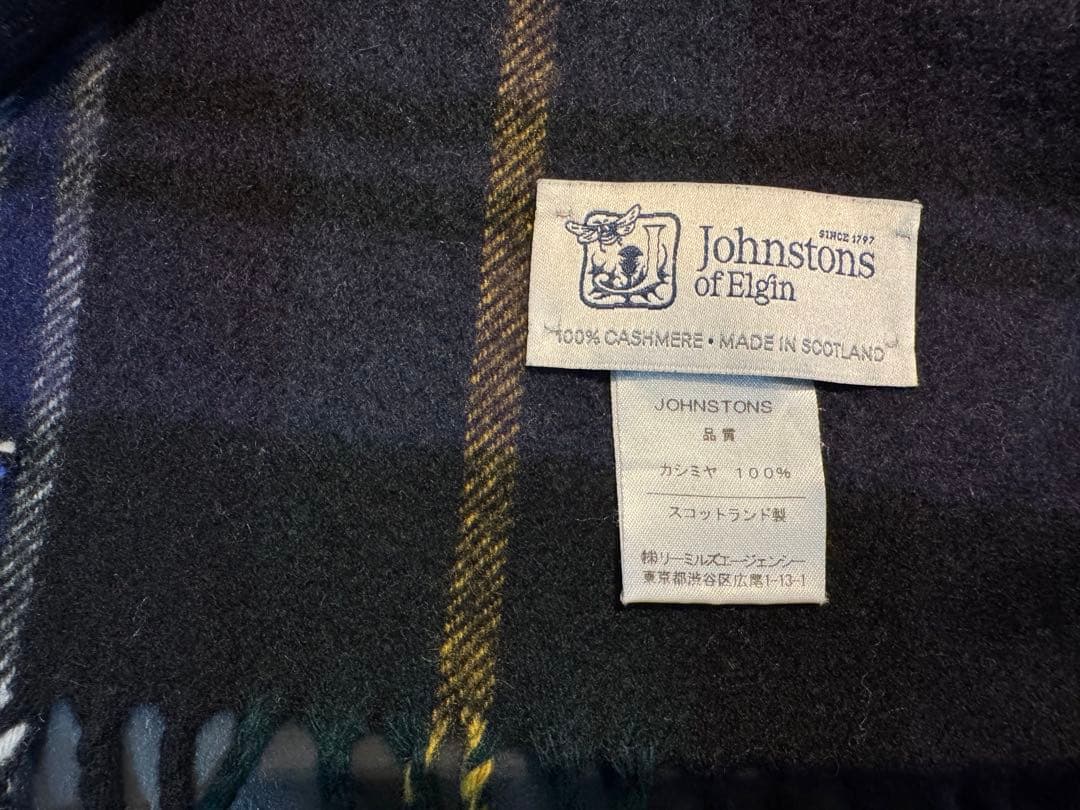 SINCE 1797
Johnstons
of Elgin
100% CASHMERE • MADE IN SCOTLAND
JOHNSTONS
品質
カシミヤ 100%
スコットランド製
㈱リーミルズエージェンシー
東京都渋谷区広尾1-13-1